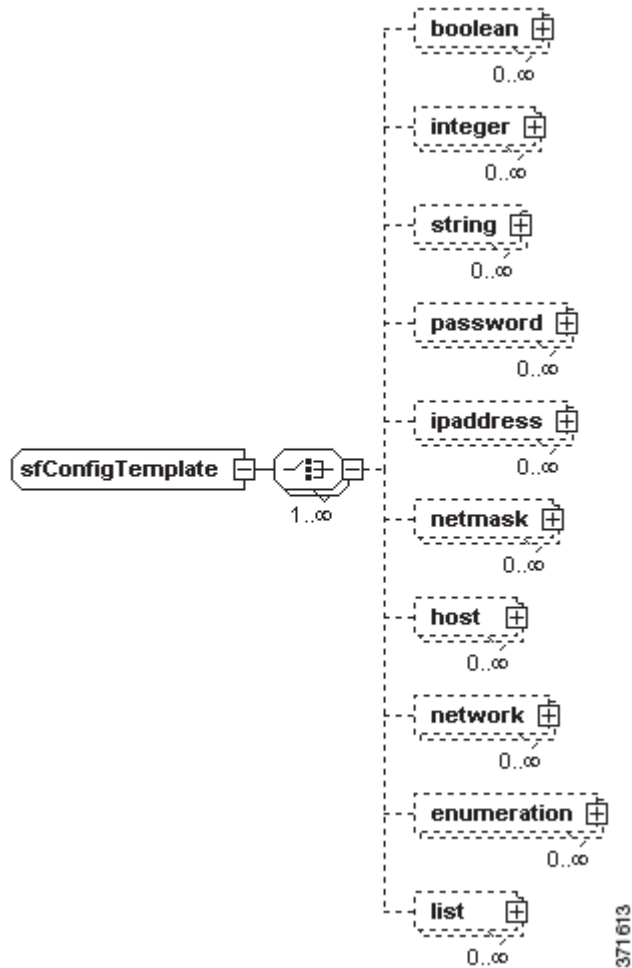 boolean
0..∞
integer
0..∞
string
0..∞
password
0..∞
ipaddress
0..∞
sfConfigTemplate
1..∞
netmask
0..∞
host
0..∞
network
0..∞
enumeration
0..∞
list
0..∞
371613